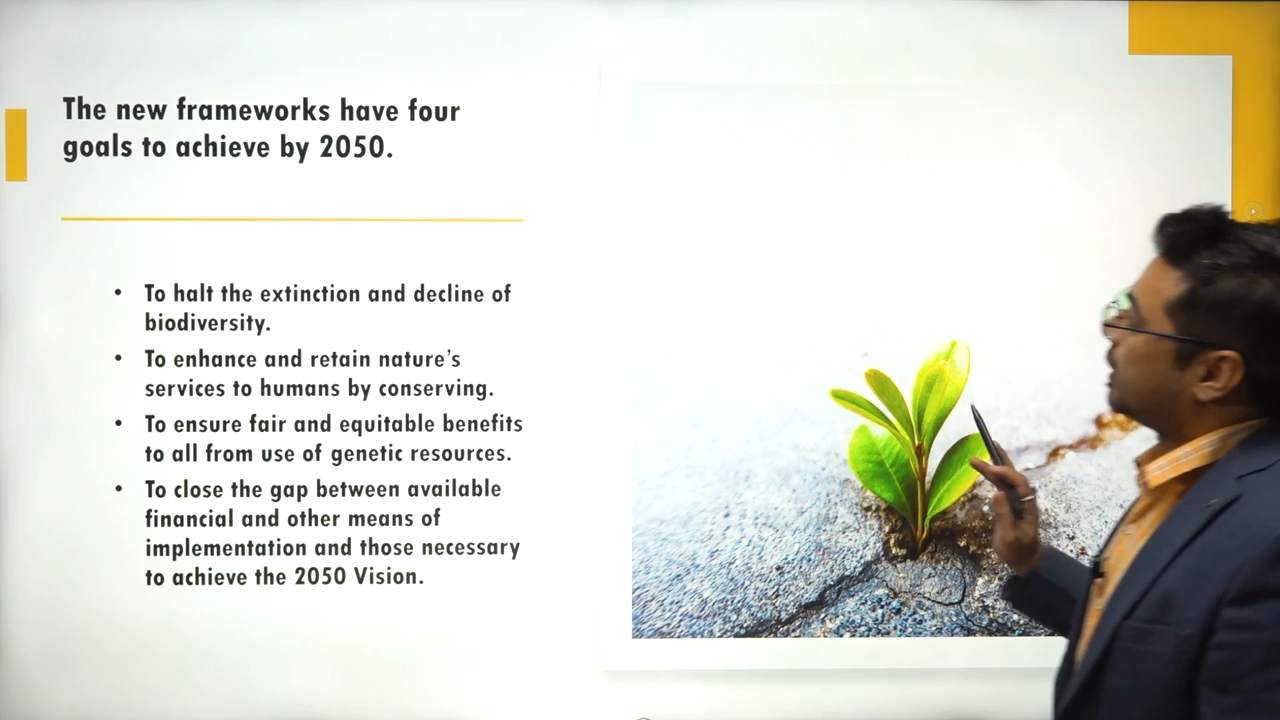 The new frameworks have four
goals to achieve by 2050.
• To halt the extinction and decline of
biodiversity.
• To enhance and retain nature's
services to humans by conserving.
• To ensure fair and equitable benefits
to all from use of genetic resources.
• To close the gap between available
financial and other means of
implementation and those necessary
to achieve the 2050 Vision.